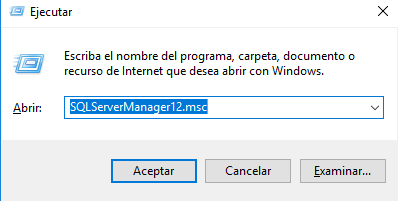 Ejecutar
Escriba el nombre del programa, carpeta, documento o
recurso de Internet que desea abrir con Windows.
Abrir: SQLServerManager12.msc
Aceptar Cancelar Examinar...